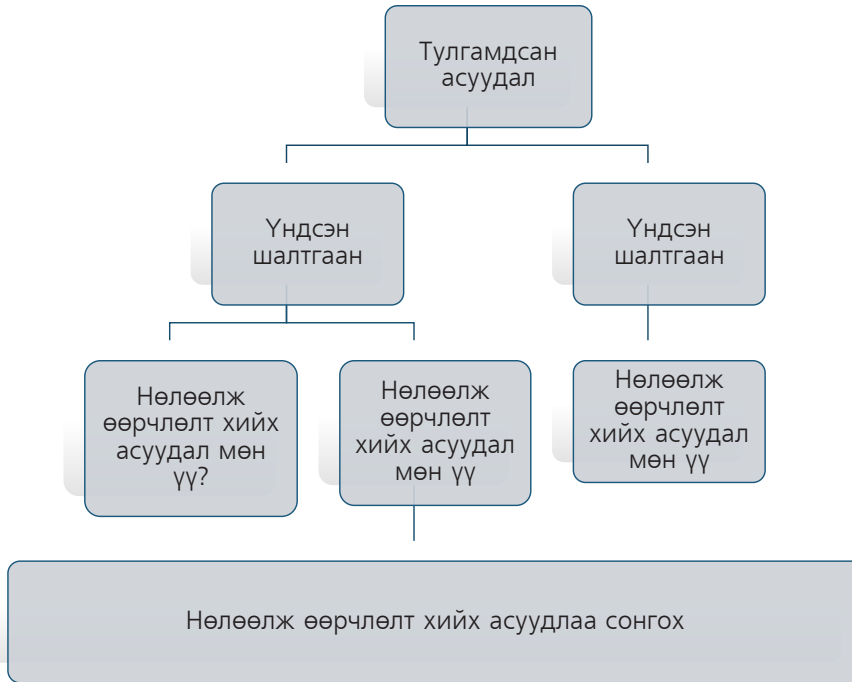 Тулгамдсан
асуудал
Үндсэн
шалтгаан
Үндсэн
шалтгаан
Нөлөөлж
өөрчлөлт хийх
асуудал мөн
үү?
Нөлөөлж
өөрчлөлт
хийх асуудал
мөн үү
Нөлөөлж
өөрчлөлт
хийх асуудал
мөн үү
Нөлөөлж өөрчлөлт хийх асуудлаа сонгох